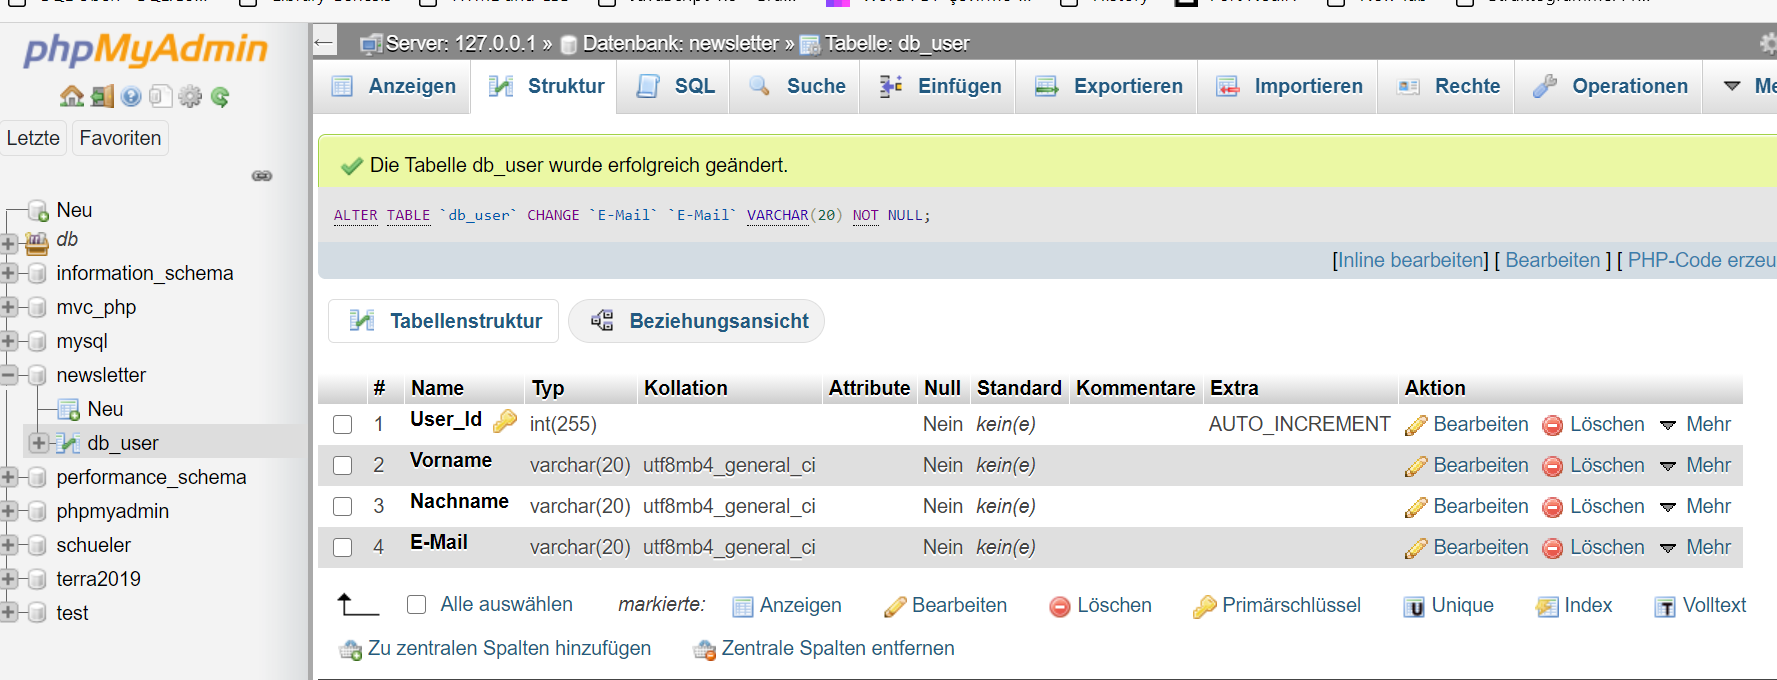 phpMyAdmin
Letzte Favoriten
Neu
db
information_schema
mvc_php
mysql
newsletter
Neu
db_user
performance_schema
phpmyadmin
schueler
terra2019
test
Server: 127.0.0.1 » Datenbank: newsletter » Tabelle: db_user
Anzeigen Struktur SQL Suche Einfügen Exportieren Importieren Rechte Operationen
Die Tabelle db_user wurde erfolgreich geändert.
ALTER TABLE `db_user` CHANGE `E-Mail` `E-Mail` VARCHAR(20) NOT NULL;
[Inline bearbeiten] [ Bearbeiten ] [ PHP-Code erzeu
Tabellenstruktur Beziehungsansicht
# Name Typ Kollation Attribute Null Standard Kommentare Extra Aktion
1 User_Id int(255) Nein kein(e) AUTO_INCREMENT Bearbeiten Löschen Mehr
2 Vorname varchar(20) utf8mb4_general_ci Nein kein(e) Bearbeiten Löschen Mehr
3 Nachname varchar(20) utf8mb4_general_ci Nein kein(e) Bearbeiten Löschen Mehr
4 E-Mail varchar(20) utf8mb4_general_ci Nein kein(e) Bearbeiten Löschen Mehr
Alle auswählen markierte: Anzeigen Bearbeiten Löschen Primärschlüssel Unique Index Volltext
Zu zentralen Spalten hinzufügen Zentrale Spalten entfernen